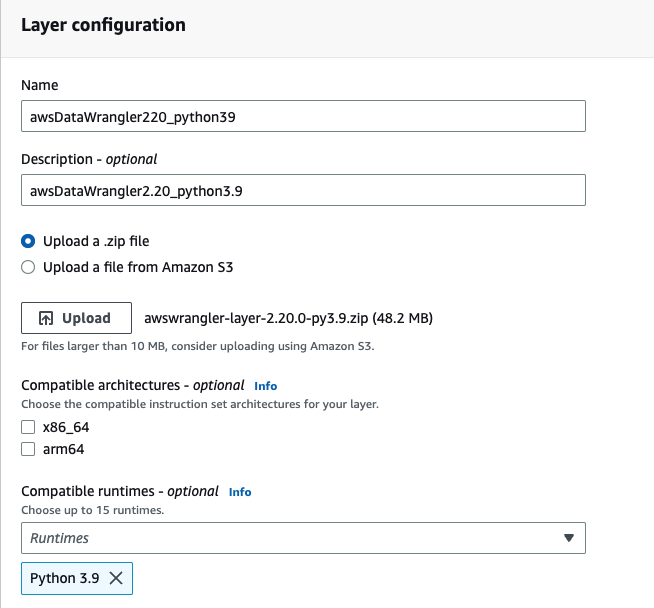 Layer configuration
Name
awsDataWrangler220_python39
Description - optional
awsDataWrangler2.20_python3.9
Upload a .zip file
Upload a file from Amazon S3
Upload awswrangler-layer-2.20.0-py3.9.zip (48.2 MB)
For files larger than 10 MB, consider uploading using Amazon S3.
Compatible architectures - optional Info
Choose the compatible instruction set architectures for your layer.
x86_64
arm64
Compatible runtimes - optional Info
Choose up to 15 runtimes.
Runtimes
Python 3.9